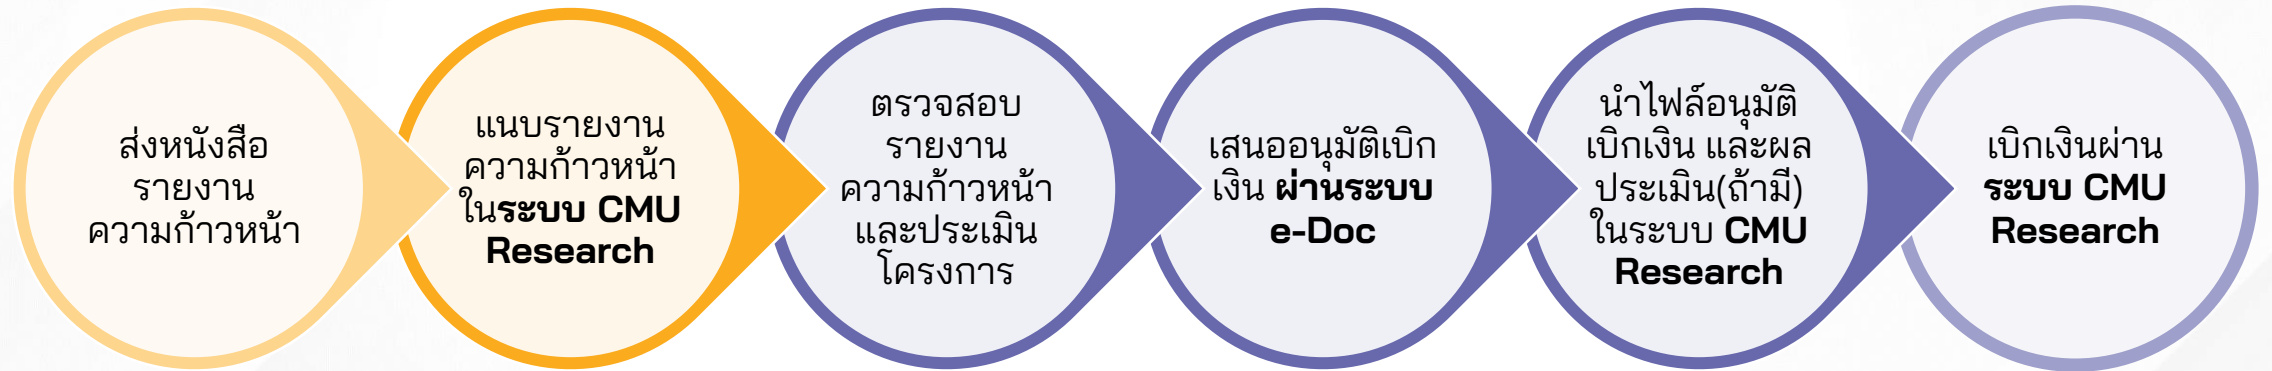 ส่งหนังสือ
รายงาน
ความก้าวหน้า
แนบรายงาน
ความก้าวหน้า
ในระบบ CMU
Research
ตรวจสอบ
รายงาน
ความก้าวหน้า
และประเมิน
โครงการ
เสนออนุมัติเบิก
เงิน ผ่านระบบ
e-Doc
นำไฟล์อนุมัติ
เบิกเงิน และผล
ประเมิน(ถ้ามี)
ในระบบ CMU
Research
เบิกเงินผ่าน
ระบบ CMU
Research